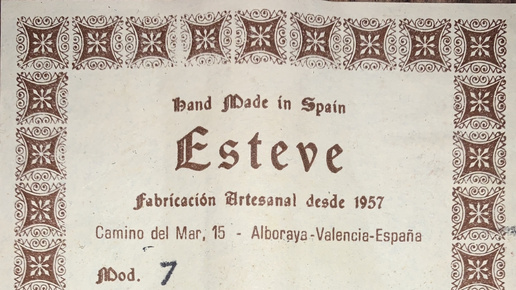 Hand Made in Spain
Esteve
Fabricación Artesanal desde 1957
Camino del Mar, 15 - Alboraya-Valencia-España
Mod. 7